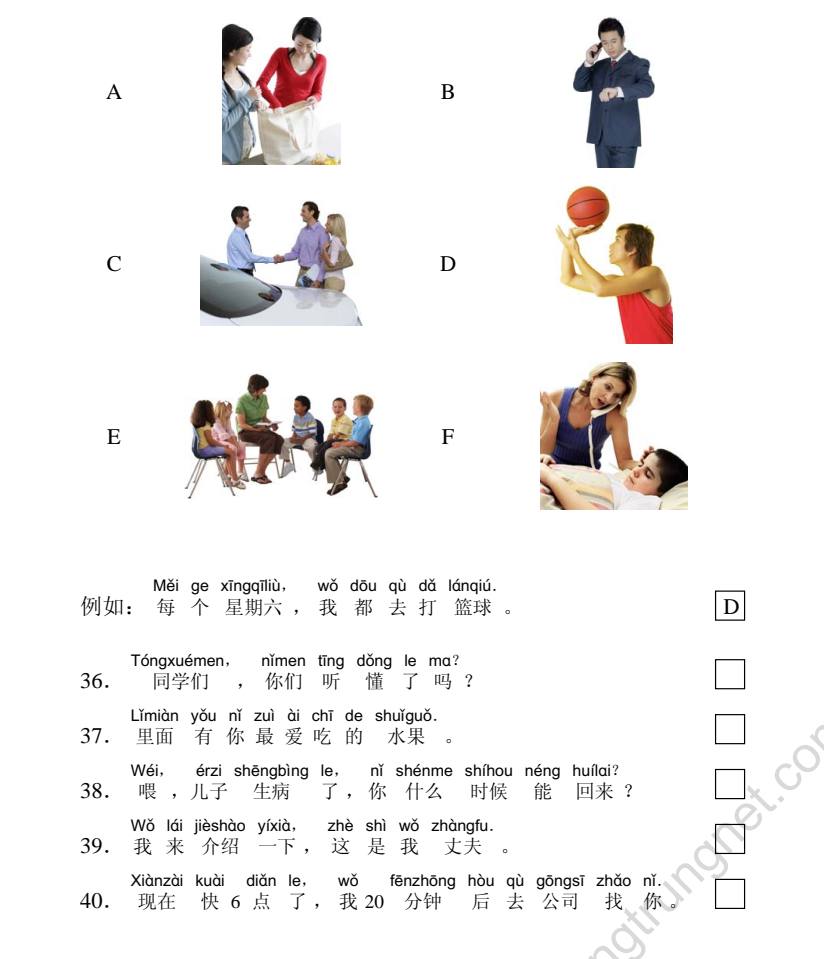 A
B
C
D
E
F
Měi ge xīngqīliù, wǒ dōu qù dǎ lánqiú.
例如：每个星期六，我都去打篮球。 D
Tóngxuémen, nǐmen tīng dǒng le ma?
36. 同学们，你们听懂了吗？
Lǐmiàn yǒu nǐ zuì ài chī de shuǐguǒ.
37. 里面有你最爱吃的水果。
Wéi, érzi shēngbìng le, nǐ shénme shíhou néng huílai?
38. 喂，儿子生病了，你什么时候能回来？
Wǒ lái jièshào yíxià, zhè shì wǒ zhàngfu.
39. 我来介绍一下，这是我丈夫。
Xiànzài kuài diǎn le, wǒ fēnzhōng hòu qù gōngsī zhǎo nǐ.
40. 现在快6点了，我20分钟后去公司找你。
ngtrungnet.com